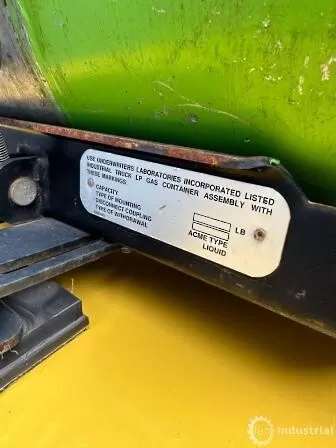 USE UNDERWRITERS LABORATORIES INCORPORATED LISTED
INDUSTRIAL TRUCK LP GAS CONTAINER ASSEMBLY WITH
THESE MARKINGS
CAPACITY LB
TYPE OF MOUNTING
DISCONNECT COUPLING ACME TYPE
TYPE OF WITHDRAWAL LIQUID
Industrial